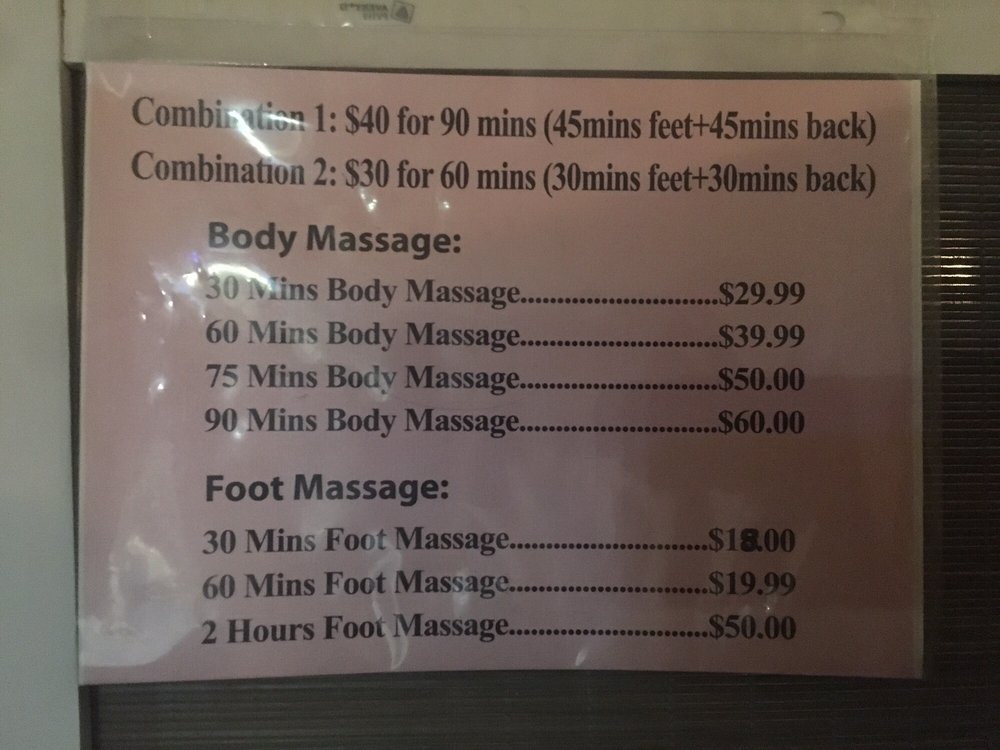 Combination 1: $40 for 90 mins (45mins feet+45mins back)
Combination 2: $30 for 60 mins (30mins feet+30mins back)
Body Massage:
30 Mins Body Massage...........................$29.99
60 Mins Body Massage...........................$39.99
75 Mins Body Massage...........................$50.00
90 Mins Body Massage...........................$60.00
Foot Massage:
30 Mins Foot Massage...........................$18.00
60 Mins Foot Massage...........................$19.99
2 Hours Foot Massage...........................$50.00